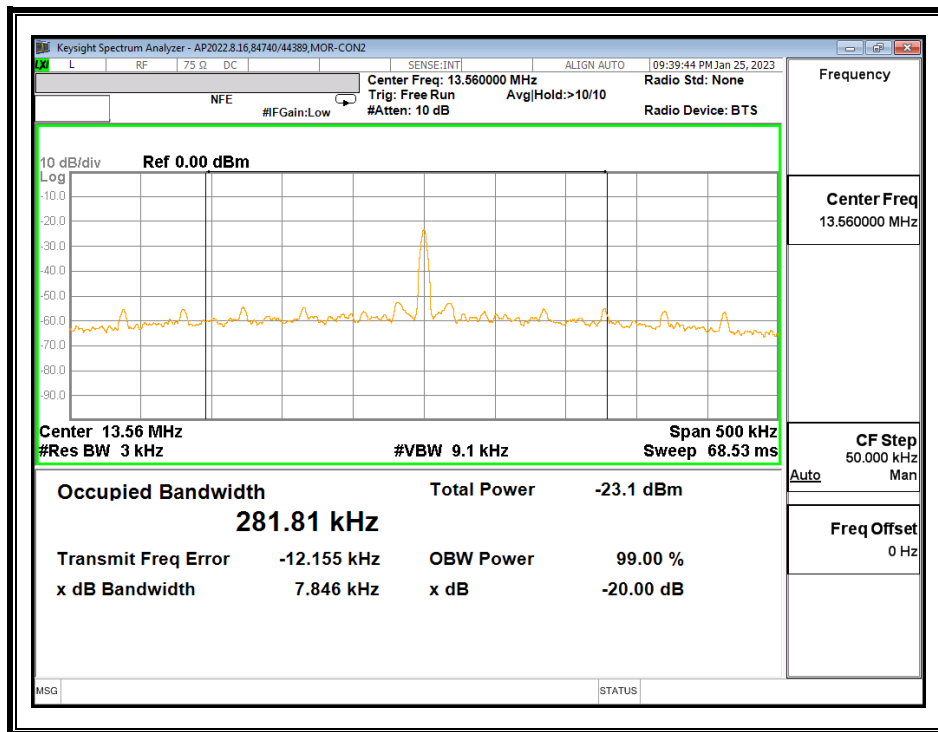 Keysight Spectrum Analyzer - AP2022.8.16,84740/44389,MOR-CON2
LXI L RF 75 Ω DC SENSE:INT ALIGN AUTO 09:39:44 PM Jan 25, 2023
Center Freq: 13.560000 MHz Radio Std: None
NFE Trig: Free Run Avg|Hold:>10/10
#IFGain:Low #Atten: 10 dB Radio Device: BTS
10 dB/div Ref 0.00 dBm
Log
-10.0
-20.0
-30.0
-40.0
-50.0
-60.0
-70.0
-80.0
-90.0
Center 13.56 MHz Span 500 kHz
#Res BW 3 kHz #VBW 9.1 kHz Sweep 68.53 ms
Occupied Bandwidth Total Power -23.1 dBm
281.81 kHz
Transmit Freq Error -12.155 kHz OBW Power 99.00 %
x dB Bandwidth 7.846 kHz x dB -20.00 dB
MSG STATUS
Frequency
Center Freq
13.560000 MHz
CF Step
50.000 kHz
Auto Man
Freq Offset
0 Hz